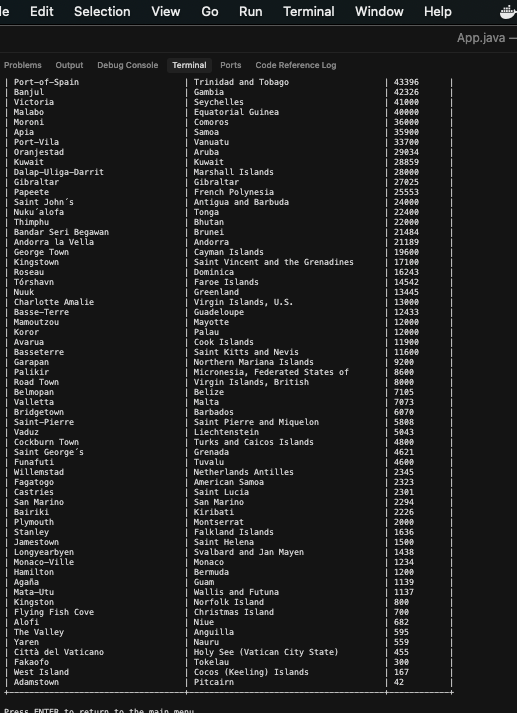 le Edit Selection View Go Run Terminal Window Help
App.java —
Problems Output Debug Console Terminal Ports Code Reference Log
| Port-of-Spain | Trinidad and Tobago | 43396 |
| Banjul | Gambia | 42326 |
| Victoria | Seychelles | 41000 |
| Malabo | Equatorial Guinea | 40000 |
| Moroni | Comoros | 36000 |
| Apia | Samoa | 35900 |
| Port-Vila | Vanuatu | 33700 |
| Oranjestad | Aruba | 29034 |
| Kuwait | Kuwait | 28859 |
| Dalap-Uliga-Darrit | Marshall Islands | 28000 |
| Gibraltar | Gibraltar | 27025 |
| Papeete | French Polynesia | 25553 |
| Saint John´s | Antigua and Barbuda | 24000 |
| Nuku´alofa | Tonga | 22400 |
| Thimphu | Bhutan | 22000 |
| Bandar Seri Begawan | Brunei | 21484 |
| Andorra la Vella | Andorra | 21189 |
| George Town | Cayman Islands | 19600 |
| Kingstown | Saint Vincent and the Grenadines | 17100 |
| Roseau | Dominica | 16243 |
| Tórshavn | Faroe Islands | 14542 |
| Nuuk | Greenland | 13445 |
| Charlotte Amalie | Virgin Islands, U.S. | 13000 |
| Basse-Terre | Guadeloupe | 12433 |
| Mamoutzou | Mayotte | 12000 |
| Koror | Palau | 12000 |
| Avarua | Cook Islands | 11900 |
| Basseterre | Saint Kitts and Nevis | 11600 |
| Garapan | Northern Mariana Islands | 9200 |
| Palikir | Micronesia, Federated States of | 8600 |
| Road Town | Virgin Islands, British | 8000 |
| Belmopan | Belize | 7105 |
| Valletta | Malta | 7073 |
| Bridgetown | Barbados | 6070 |
| Saint-Pierre | Saint Pierre and Miquelon | 5808 |
| Vaduz | Liechtenstein | 5043 |
| Cockburn Town | Turks and Caicos Islands | 4800 |
| Saint George´s | Grenada | 4621 |
| Funafuti | Tuvalu | 4600 |
| Willemstad | Netherlands Antilles | 2345 |
| Fagatogo | American Samoa | 2323 |
| Castries | Saint Lucia | 2301 |
| San Marino | San Marino | 2294 |
| Bairiki | Kiribati | 2226 |
| Plymouth | Montserrat | 2000 |
| Stanley | Falkland Islands | 1636 |
| Jamestown | Saint Helena | 1500 |
| Longyearbyen | Svalbard and Jan Mayen | 1438 |
| Monaco-Ville | Monaco | 1234 |
| Hamilton | Bermuda | 1200 |
| Agaña | Guam | 1139 |
| Mata-Utu | Wallis and Futuna | 1137 |
| Kingston | Norfolk Island | 800 |
| Flying Fish Cove | Christmas Island | 700 |
| Alofi | Niue | 682 |
| The Valley | Anguilla | 595 |
| Yaren | Nauru | 559 |
| Città del Vaticano | Holy See (Vatican City State) | 455 |
| Fakaofo | Tokelau | 300 |
| West Island | Cocos (Keeling) Islands | 167 |
| Adamstown | Pitcairn | 42 |
Press ENTER to return to the main menu